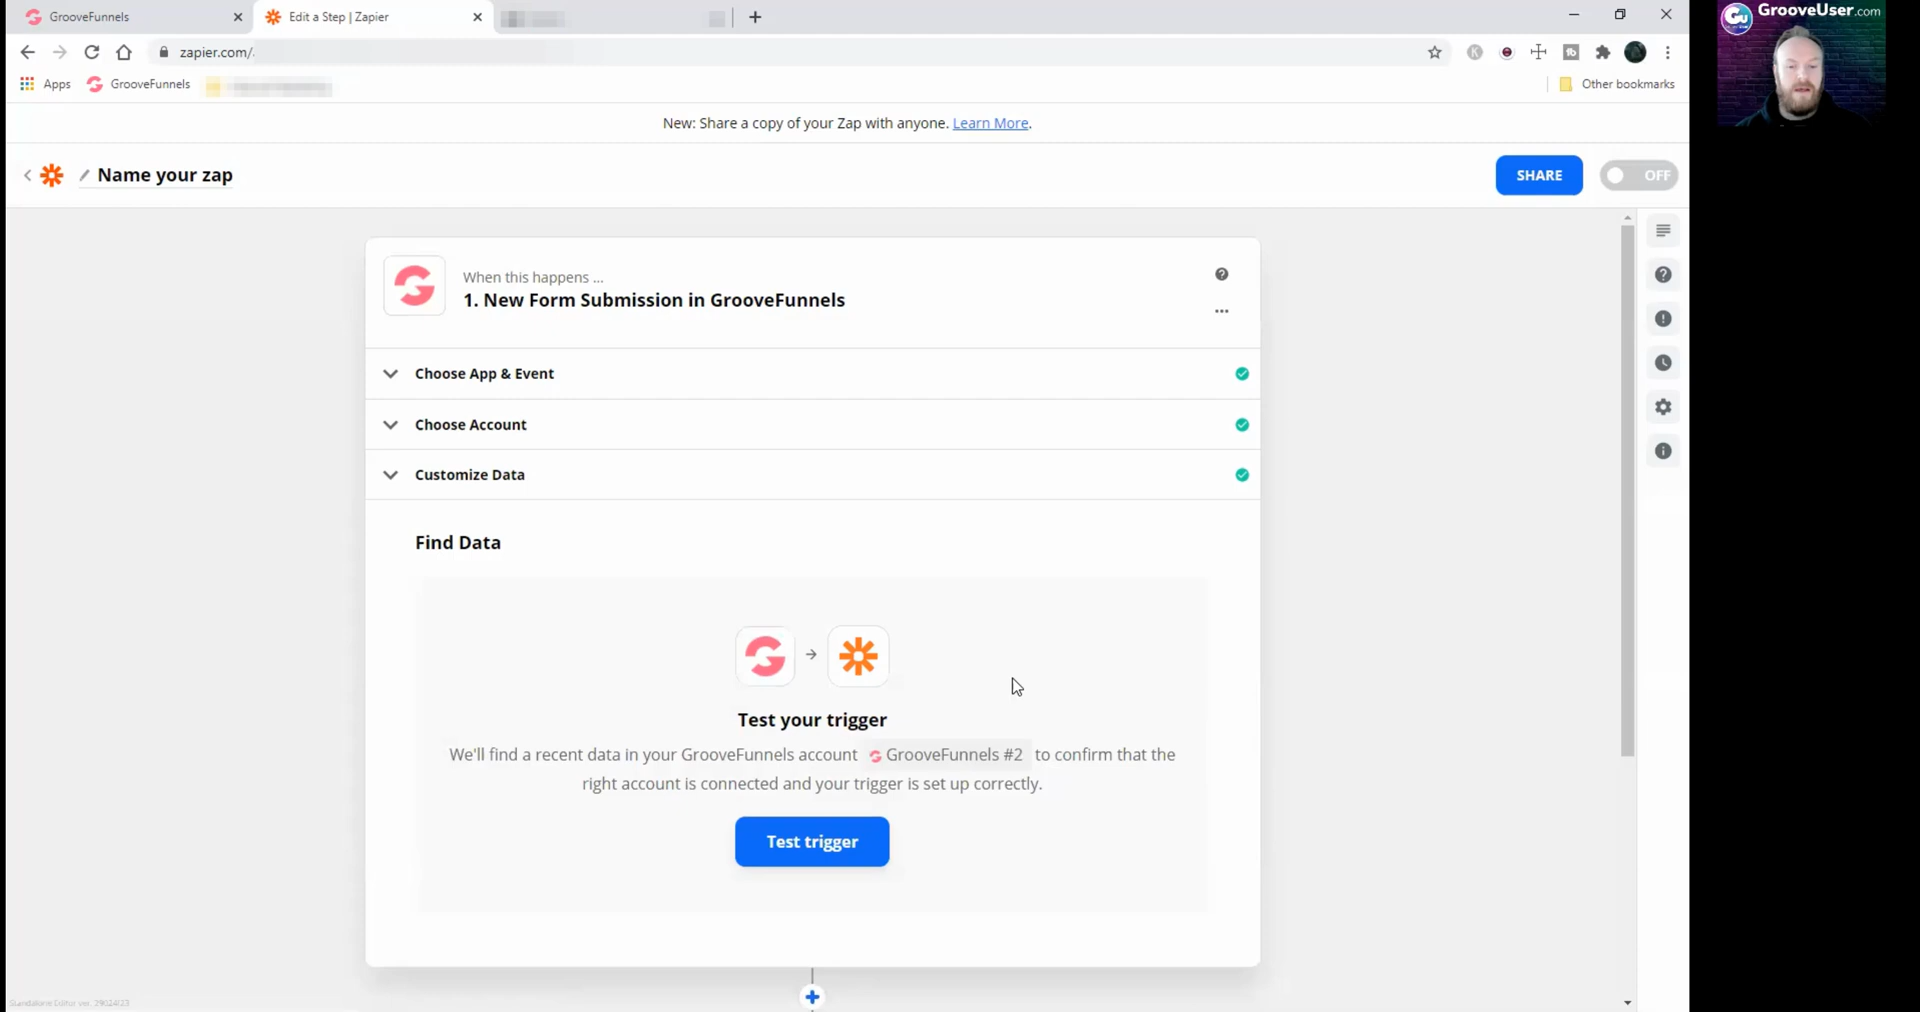 GrooveFunnels
Edit a Step | Zapier
GrooveUser.com
zapier.com/
Apps
GrooveFunnels
Other bookmarks
New: Share a copy of your Zap with anyone. Learn More.
Name your zap
SHARE
OFF
When this happens ...
1. New Form Submission in GrooveFunnels
Choose App & Event
Choose Account
Customize Data
Find Data
Test your trigger
We'll find a recent data in your GrooveFunnels account GrooveFunnels #2 to confirm that the
right account is connected and your trigger is set up correctly.
Test trigger
Standalone Editor ver.